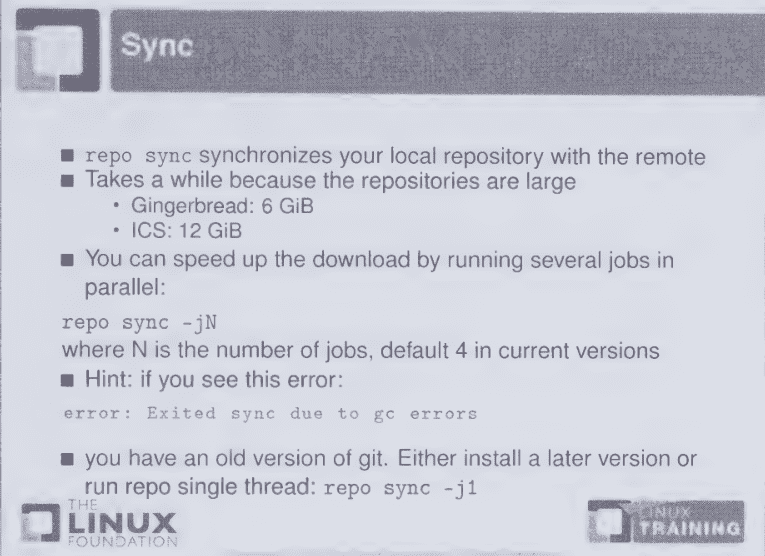 Sync
■ repo sync synchronizes your local repository with the remote
■ Takes a while because the repositories are large
• Gingerbread: 6 GiB
• ICS: 12 GiB
■ You can speed up the download by running several jobs in
parallel:
repo sync -jN
where N is the number of jobs, default 4 in current versions
■ Hint: if you see this error:
error: Exited sync due to gc errors
■ you have an old version of git. Either install a later version or
run repo single thread: repo sync -j1
THE
LINUX
FOUNDATION
LINUX
TRAINING